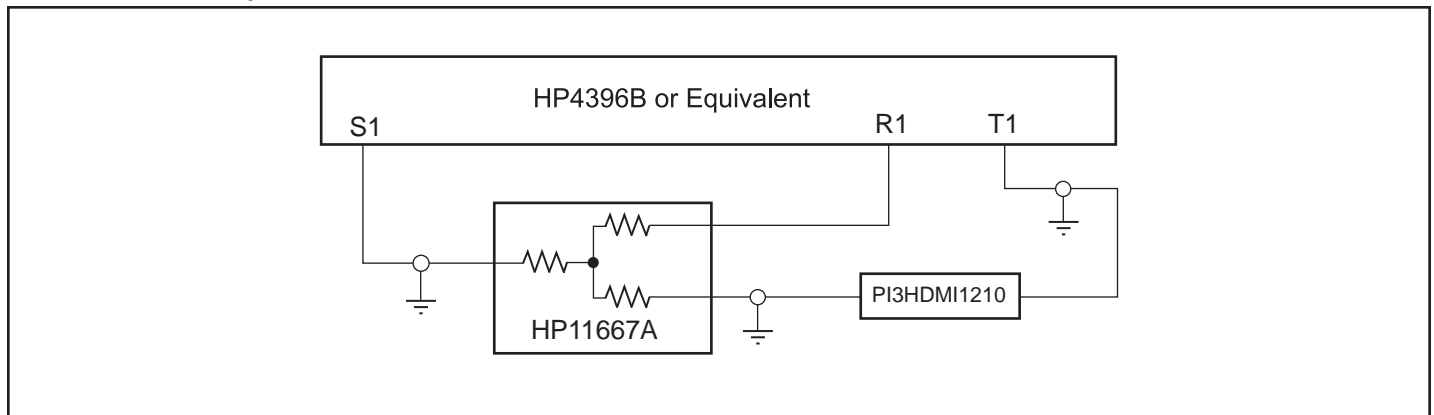 HP4396B or Equivalent
S1
R1
T1
HP11667A
PI3HDMI1210